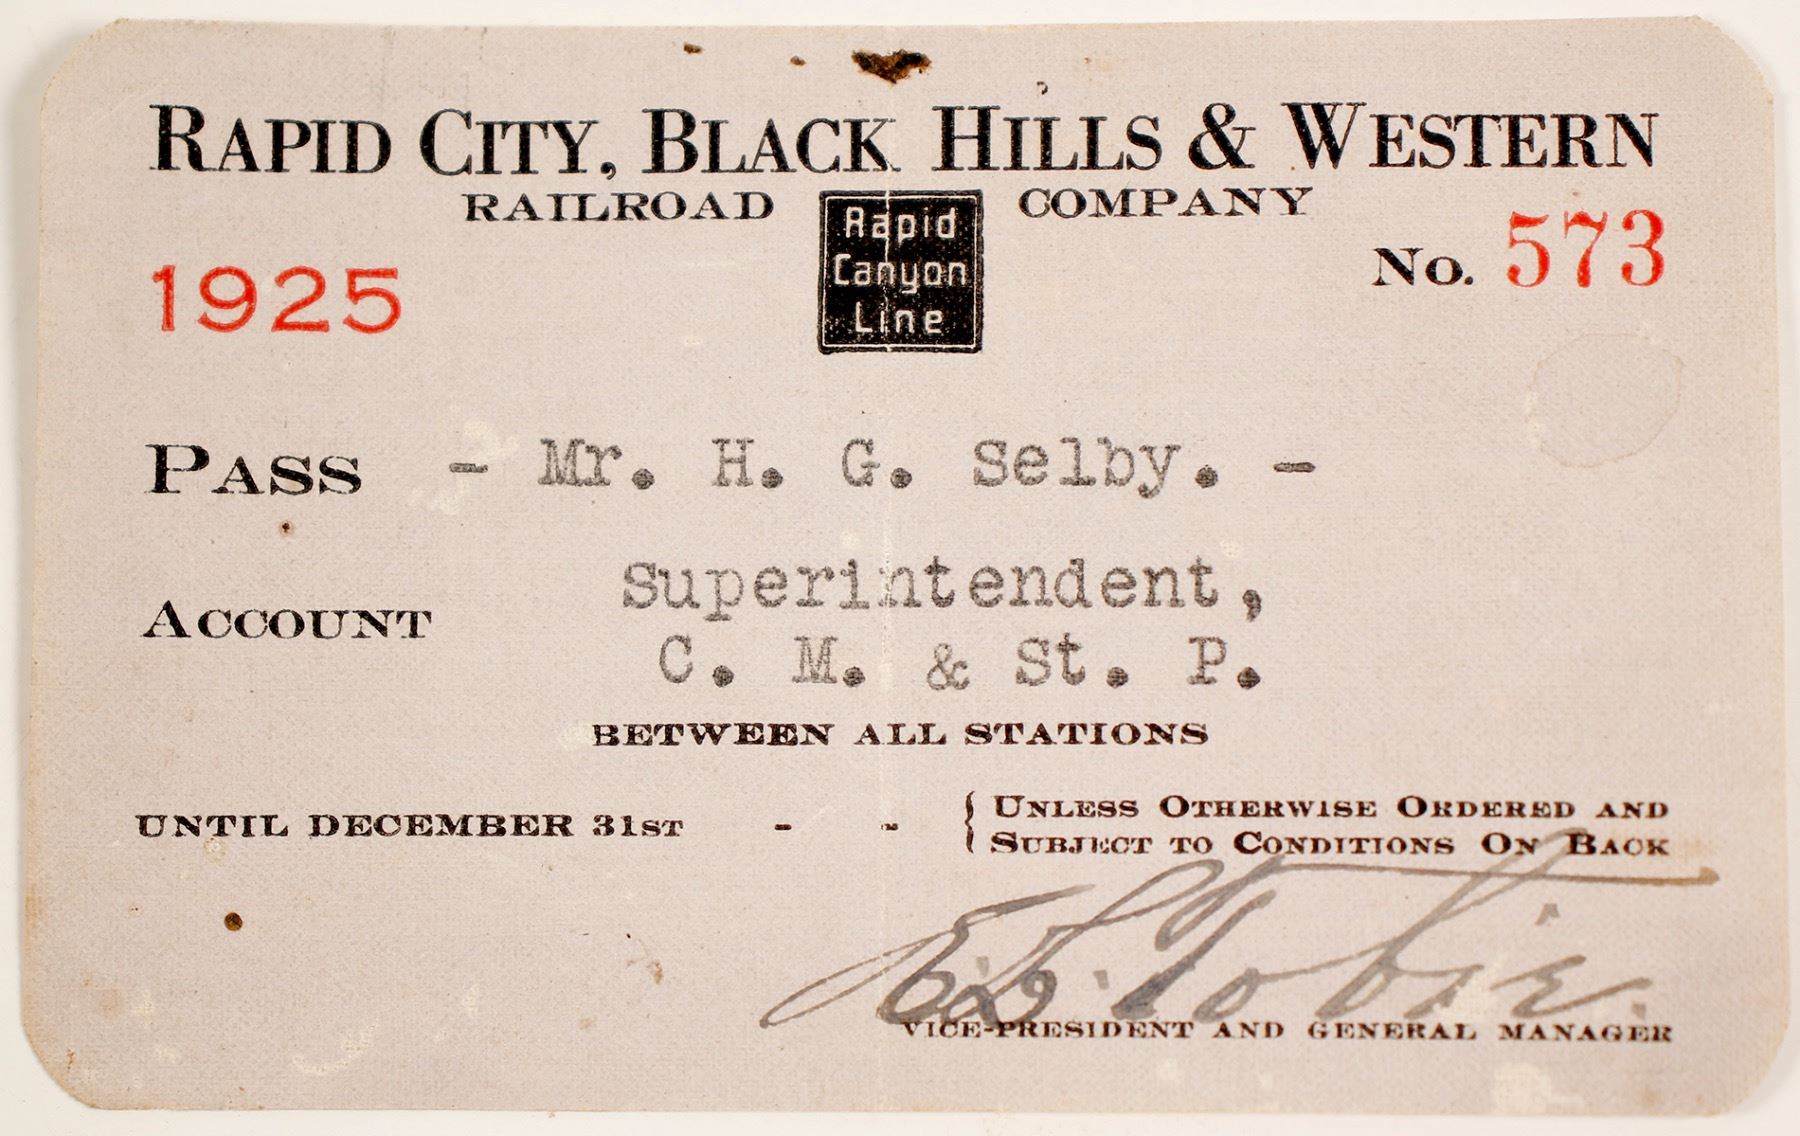 RAPID CITY, BLACK HILLS & WESTERN
RAILROAD COMPANY
Rapid
Canyon
Line
1925
No. 573
PASS - Mr. H. G. Selby. -
ACCOUNT Superintendent,
C. M. & St. P.
BETWEEN ALL STATIONS
UNTIL DECEMBER 31ST - - { UNLESS OTHERWISE ORDERED AND
SUBJECT TO CONDITIONS ON BACK
Tobie.
VICE-PRESIDENT AND GENERAL MANAGER